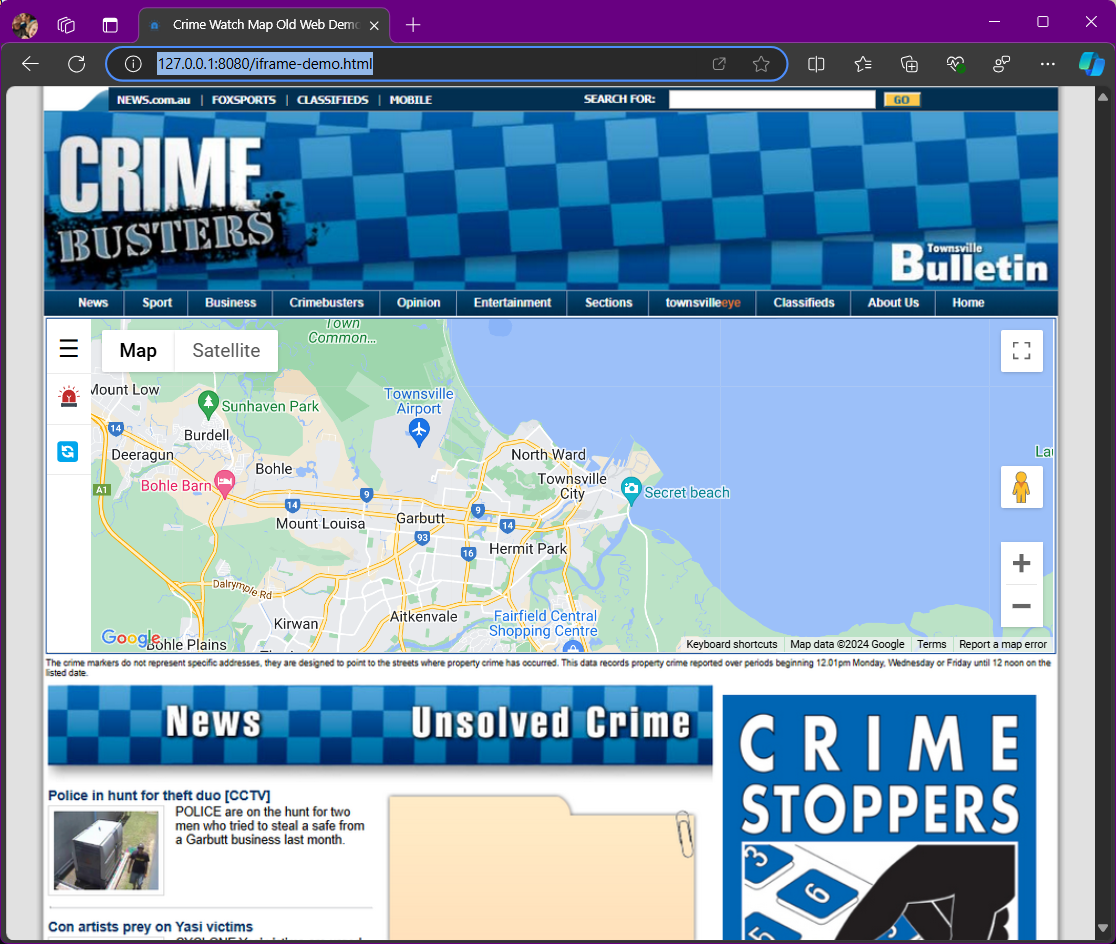 Crime Watch Map Old Web Demo
127.0.0.1:8080/iframe-demo.html
NEWS.com.au | FOXSPORTS | CLASSIFIEDS | MOBILE
SEARCH FOR:
GO
CRIME
BUSTERS
Townsville
Bulletin
News
Sport
Business
Crimebusters
Opinion
Entertainment
Sections
townsvilleeye
Classifieds
About Us
Home
Map
Satellite
Town
Common...
Mount Low
Sunhaven Park
Townsville
Airport
14
Burdell
Deeragun
North Ward
Bohle
Townsville
City
A1
Bohle Barn
9
Secret beach
14
Mount Louisa
Garbutt
9
14
93
16
Hermit Park
Dalrymple Rd
Kirwan
Aitkenvale
Fairfield Central
Shopping Centre
Google
Bohle Plains
Keyboard shortcuts
Map data ©2024 Google
Terms
Report a map error
The crime markers do not represent specific addresses, they are designed to point to the streets where property crime has occurred. This data records property crime reported over periods beginning 12.01pm Monday, Wednesday or Friday until 12 noon on the
listed date.
News
Unsolved Crime
Police in hunt for theft duo [CCTV]
POLICE are on the hunt for two
men who tried to steal a safe from
a Garbutt business last month.
Con artists prey on Yasi victims
CRIME
STOPPERS
3
6
5